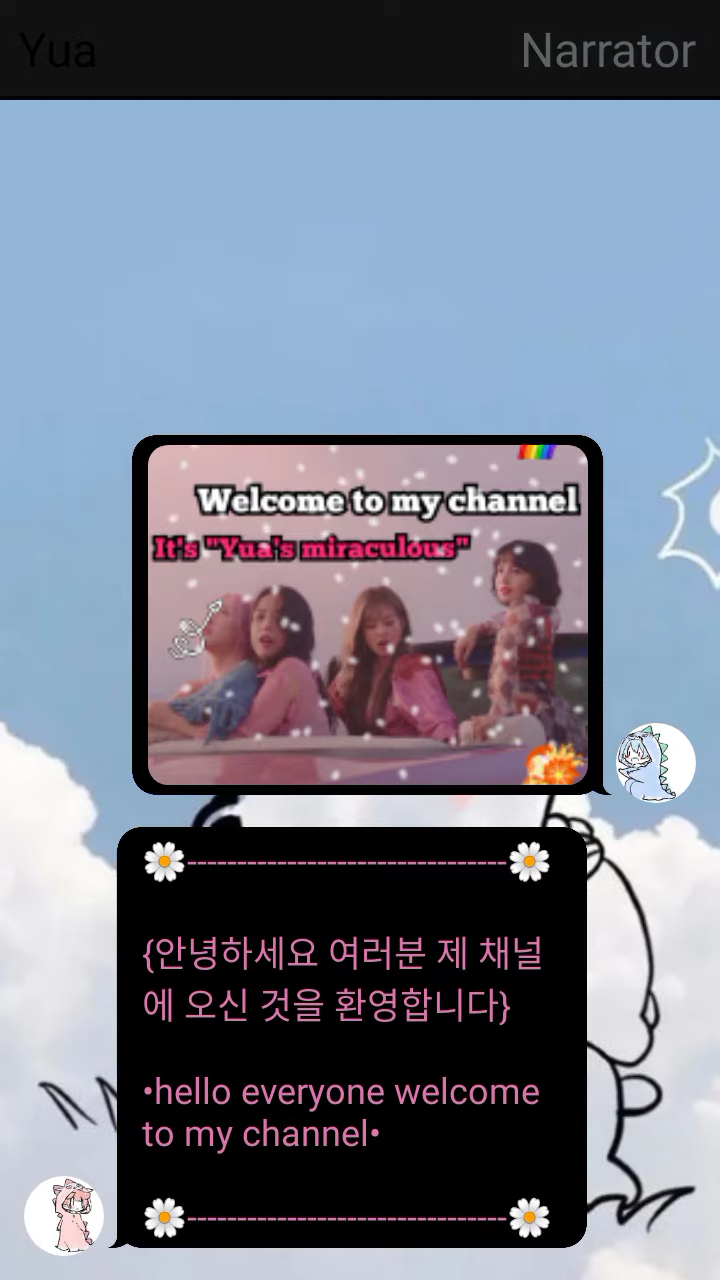 Yua
Narrator
Welcome to my channel
It's "Yua's miraculous"
🌼--------------------------------🌼
{안녕하세요 여러분 제 채널
에 오신 것을 환영합니다}
•hello everyone welcome
to my channel•
🌼--------------------------------🌼